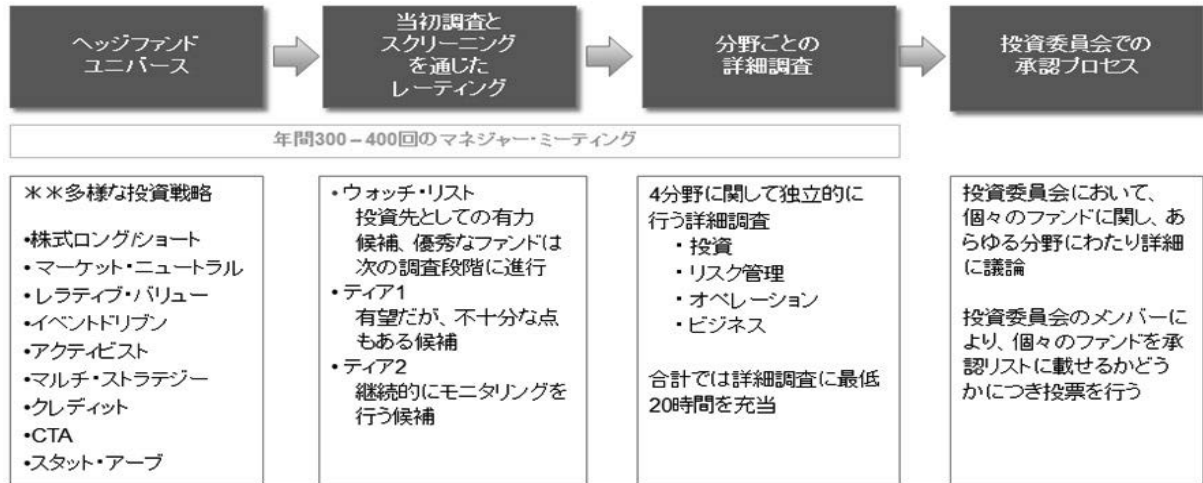 ヘッジファンド
ユニバース
当初調査と
スクリーニング
を通じた
レーティング
分野ごとの
詳細調査
投資委員会での
承認プロセス
年間300－400回のマネジャー・ミーティング
＊＊多様な投資戦略
•株式ロング/ショート
•マーケット・ニュートラル
•レラティブ・バリュー
•イベントドリブン
•アクティビスト
•マルチ・ストラテジー
•クレディット
•CTA
•スタット・アーブ
•ウォッチ・リスト
投資先としての有力
候補、優秀なファンドは
次の調査段階に進行
•ティア1
有望だが、不十分な点
もある候補
•ティア2
継続的にモニタリングを
行う候補
4分野に関して独立的に
行う詳細調査
・投資
・リスク管理
・オペレーション
・ビジネス
合計では詳細調査に最低
20時間を充当
投資委員会において、
個々のファンドに関し、あ
らゆる分野にわたり詳細
に議論
投資委員会のメンバーに
より、個々のファンドを承
認リストに載せるかどう
かにつき投票を行う